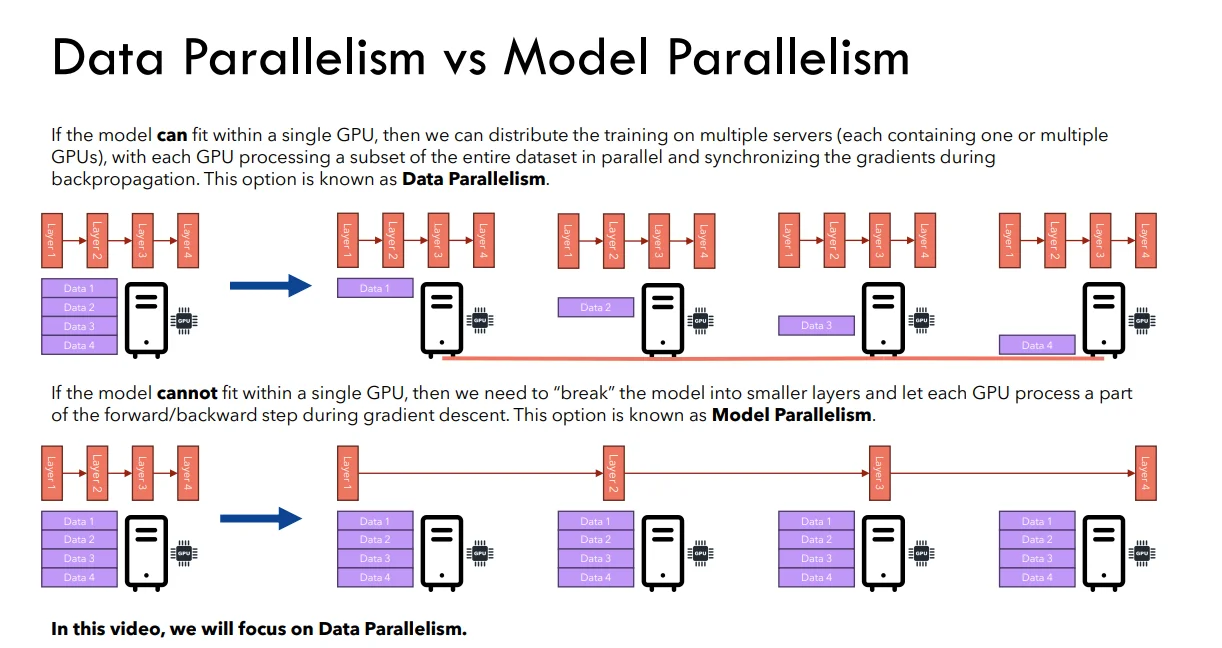 Data Parallelism vs Model Parallelism
If the model can fit within a single GPU, then we can distribute the training on multiple servers (each containing one or multiple
GPUs), with each GPU processing a subset of the entire dataset in parallel and synchronizing the gradients during
backpropagation. This option is known as Data Parallelism.
Layer 1
Layer 2
Layer 3
Layer 4
Data 1
Data 2
Data 3
Data 4
GPU
Layer 1
Layer 2
Layer 3
Layer 4
Data 1
GPU
Layer 1
Layer 2
Layer 3
Layer 4
Data 2
GPU
Layer 1
Layer 2
Layer 3
Layer 4
Data 3
GPU
Layer 1
Layer 2
Layer 3
Layer 4
Data 4
GPU
If the model cannot fit within a single GPU, then we need to “break” the model into smaller layers and let each GPU process a part
of the forward/backward step during gradient descent. This option is known as Model Parallelism.
Layer 1
Layer 2
Layer 3
Layer 4
Data 1
Data 2
Data 3
Data 4
GPU
Layer 1
Data 1
Data 2
Data 3
Data 4
GPU
Layer 2
Data 1
Data 2
Data 3
Data 4
GPU
Layer 3
Data 1
Data 2
Data 3
Data 4
GPU
Layer 4
Data 1
Data 2
Data 3
Data 4
GPU
In this video, we will focus on Data Parallelism.